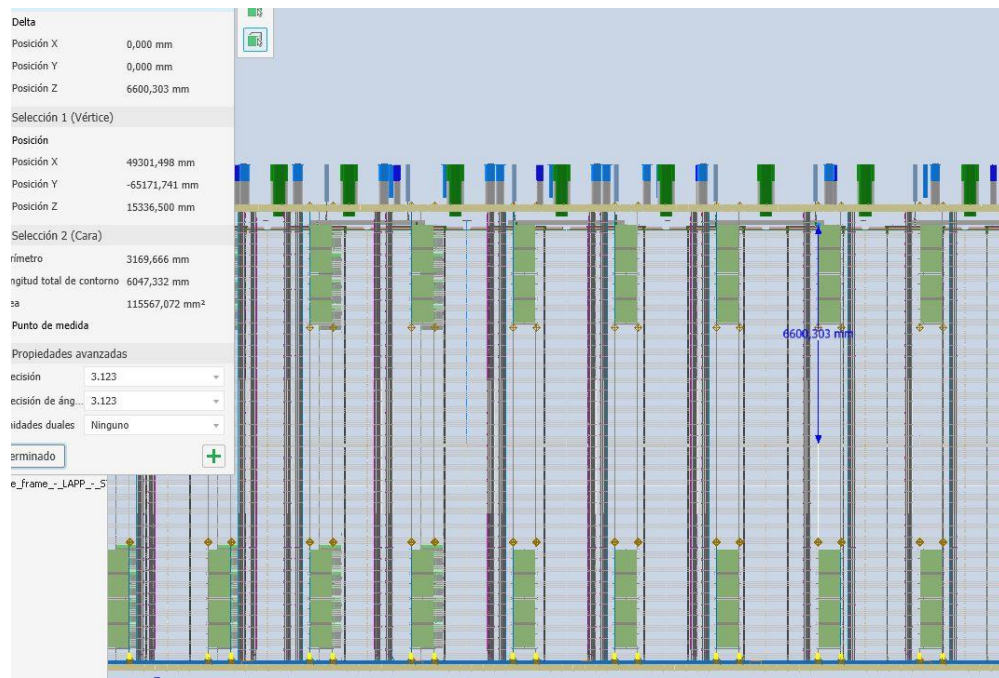 Delta
Posición X 0,000 mm
Posición Y 0,000 mm
Posición Z 6600,303 mm
Selección 1 (Vértice)
Posición
Posición X 49301,498 mm
Posición Y -65171,741 mm
Posición Z 15336,500 mm
Selección 2 (Cara)
rímetro 3169,666 mm
ngitud total de contorno 6047,332 mm
ea 115567,072 mm²
Punto de medida
Propiedades avanzadas
ecisión 3.123
ecisión de áng... 3.123
nidades duales Ninguno
erminado
e_frame_-_LAPP_-_S
6600,303 mm